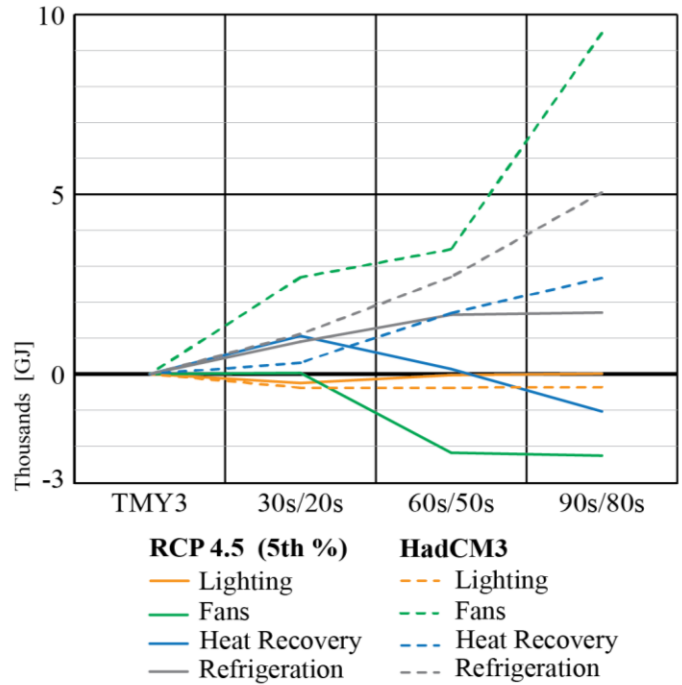 10
5
0
-3
Thousands [GJ]
TMY3 30s/20s 60s/50s 90s/80s
RCP 4.5 (5th %) HadCM3
Lighting Lighting
Fans Fans
Heat Recovery Heat Recovery
Refrigeration Refrigeration